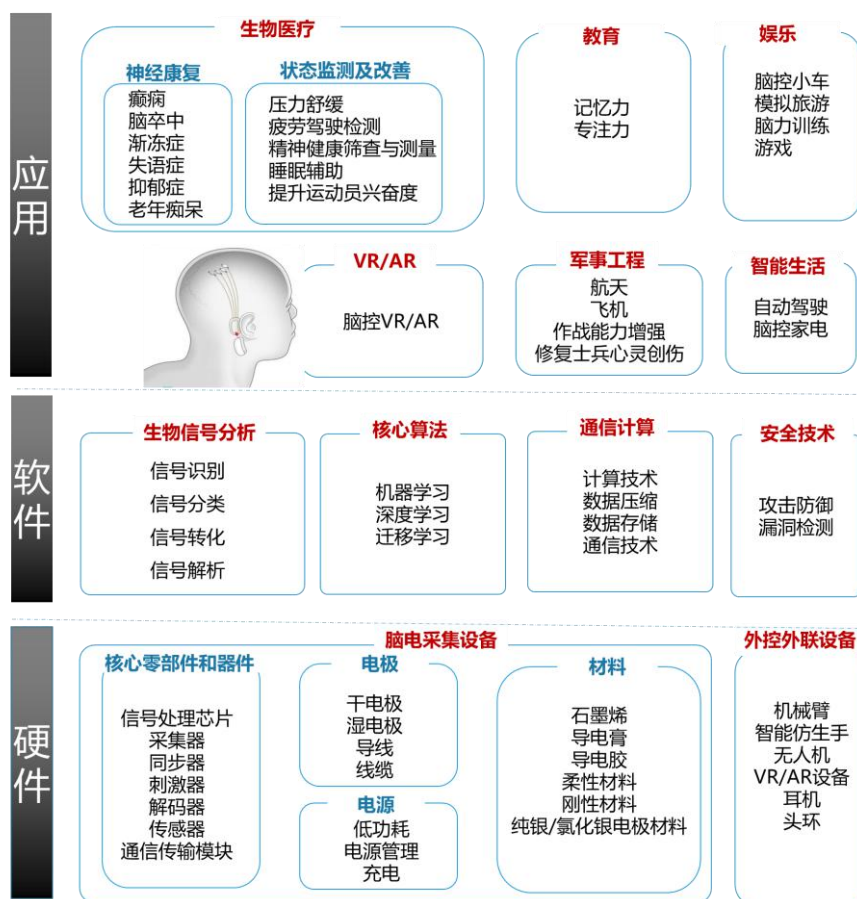 应用
生物医疗
神经康复
癫痫
脑卒中
渐冻症
失语症
抑郁症
老年痴呆
状态监测及改善
压力舒缓
疲劳驾驶检测
精神健康筛查与测量
睡眠辅助
提升运动员兴奋度
教育
记忆力
专注力
娱乐
脑控小车
模拟旅游
脑力训练
游戏
VR/AR
脑控VR/AR
军事工程
航天
飞机
作战能力增强
修复士兵心灵创伤
智能生活
自动驾驶
脑控家电
软件
生物信号分析
信号识别
信号分类
信号转化
信号解析
核心算法
机器学习
深度学习
迁移学习
通信计算
计算技术
数据压缩
数据存储
通信技术
安全技术
攻击防御
漏洞检测
硬件
脑电采集设备
核心零部件和器件
信号处理芯片
采集器
同步器
刺激器
解码器
传感器
通信传输模块
电极
干电极
湿电极
导线
线缆
电源
低功耗
电源管理
充电
材料
石墨烯
导电膏
导电胶
柔性材料
刚性材料
纯银/氯化银电极材料
外控外联设备
机械臂
智能仿生手
无人机
VR/AR设备
耳机
头环